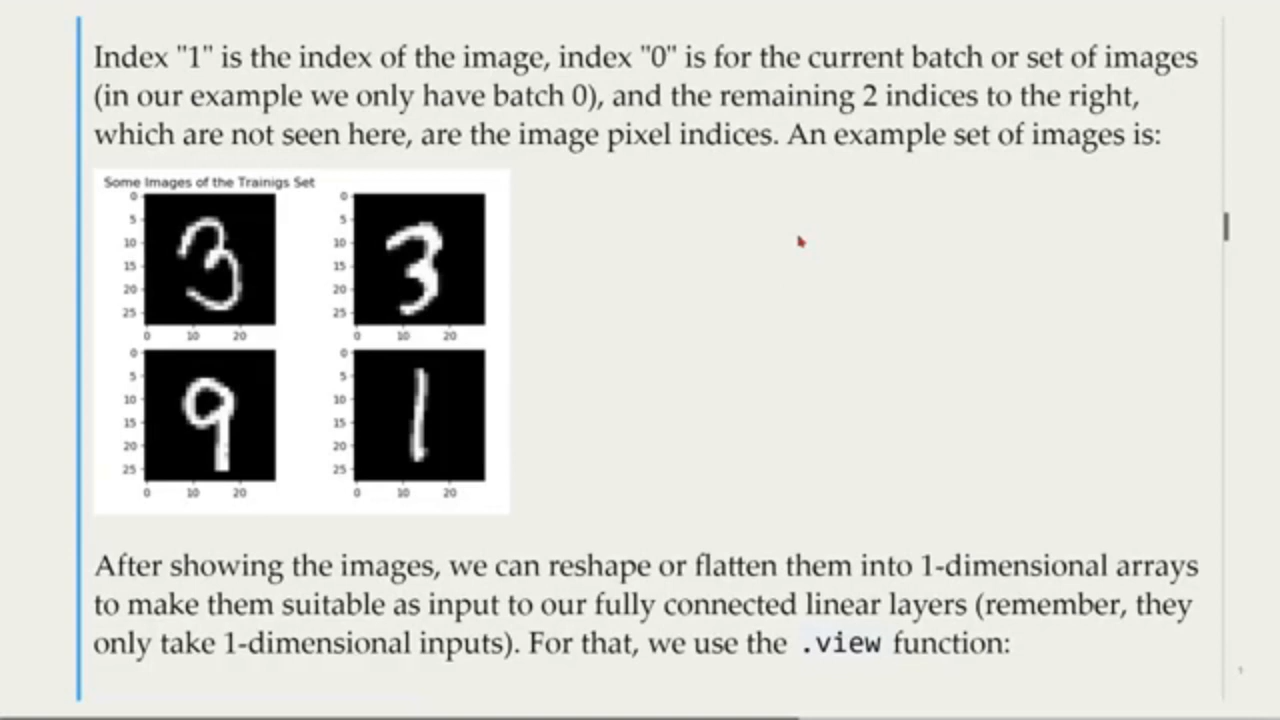 Index "1" is the index of the image, index "0" is for the current batch or set of images
(in our example we only have batch 0), and the remaining 2 indices to the right,
which are not seen here, are the image pixel indices. An example set of images is:
Some Images of the Trainigs Set
0
5
10
15
20
25
0 10 20
3
0
5
10
15
20
25
0 10 20
3
0
5
10
15
20
25
0 10 20
9
0
5
10
15
20
25
0 10 20
1
After showing the images, we can reshape or flatten them into 1-dimensional arrays
to make them suitable as input to our fully connected linear layers (remember, they
only take 1-dimensional inputs). For that, we use the .view function: